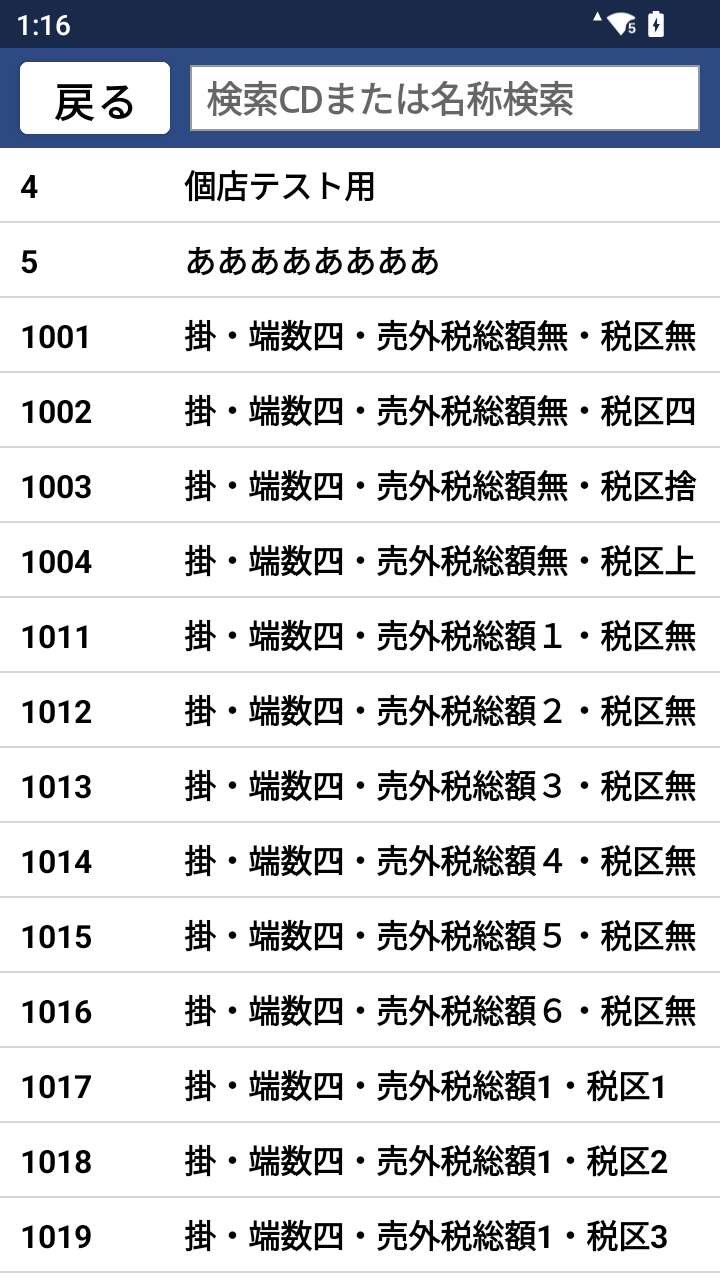 1:16
戻る
検索CDまたは名称検索
4 個店テスト用
5 ああああああああ
1001 掛・端数四・売外税総額無・税区無
1002 掛・端数四・売外税総額無・税区四
1003 掛・端数四・売外税総額無・税区捨
1004 掛・端数四・売外税総額無・税区上
1011 掛・端数四・売外税総額１・税区無
1012 掛・端数四・売外税総額２・税区無
1013 掛・端数四・売外税総額３・税区無
1014 掛・端数四・売外税総額４・税区無
1015 掛・端数四・売外税総額５・税区無
1016 掛・端数四・売外税総額６・税区無
1017 掛・端数四・売外税総額1・税区1
1018 掛・端数四・売外税総額1・税区2
1019 掛・端数四・売外税総額1・税区3